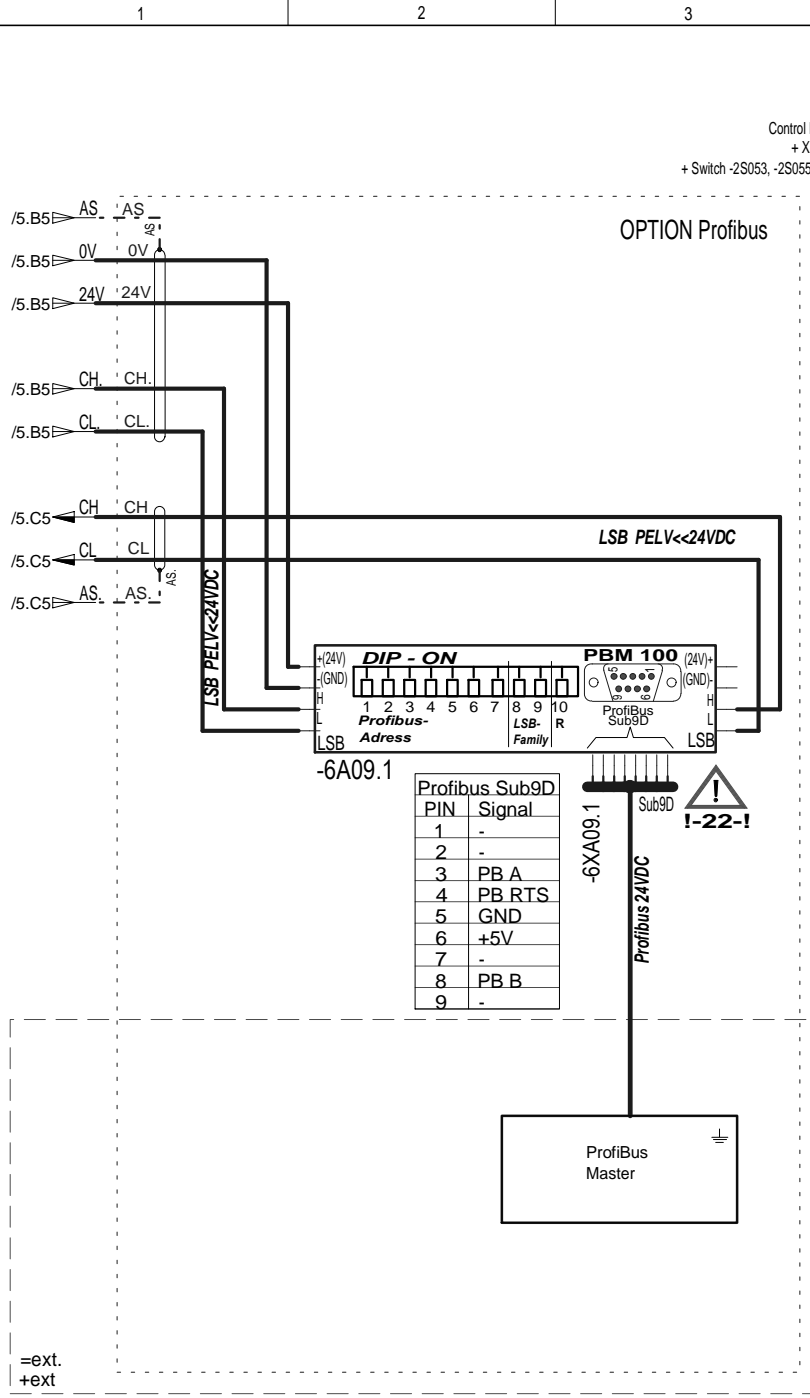 1 2 3
Control
+ X
+ Switch -2S053, -2S055
OPTION Profibus
/5.B5 AS AS
AS
/5.B5 0V 0V
/5.B5 24V 24V
/5.B5 CH. CH.
/5.B5 CL. CL.
/5.C5 CH CH
LSB PELV<<24VDC
/5.C5 CL CL
AS.
/5.C5 AS. AS.
LSB PELV<<24VDC
+(24V) DIP - ON PBM 100 (24V)+
-(GND) 5 1 (GND)-
9 6
H H
1 2 3 4 5 6 7 8 9 10
L Profibus- LSB- R ProfiBus L
Adress Family Sub9D
LSB LSB
-6A09.1
-6XA09.1
Sub9D
!
!-22-!
Profibus 24VDC
Profibus Sub9D
PIN Signal
1 -
2 -
3 PB A
4 PB RTS
5 GND
6 +5V
7 -
8 PB B
9 -
ProfiBus
Master
=ext.
+ext